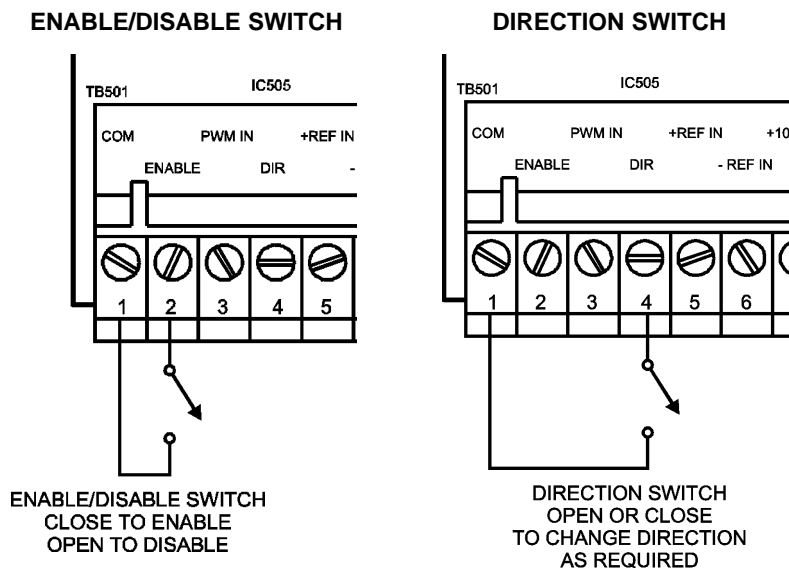 ENABLE/DISABLE SWITCH
TB501
IC505
COM
PWM IN
+REF IN
ENABLE
DIR
-
1 2 3 4 5
ENABLE/DISABLE SWITCH
CLOSE TO ENABLE
OPEN TO DISABLE
DIRECTION SWITCH
TB501
IC505
COM
PWM IN
+REF IN
+10
ENABLE
DIR
- REF IN
1 2 3 4 5 6
DIRECTION SWITCH
OPEN OR CLOSE
TO CHANGE DIRECTION
AS REQUIRED